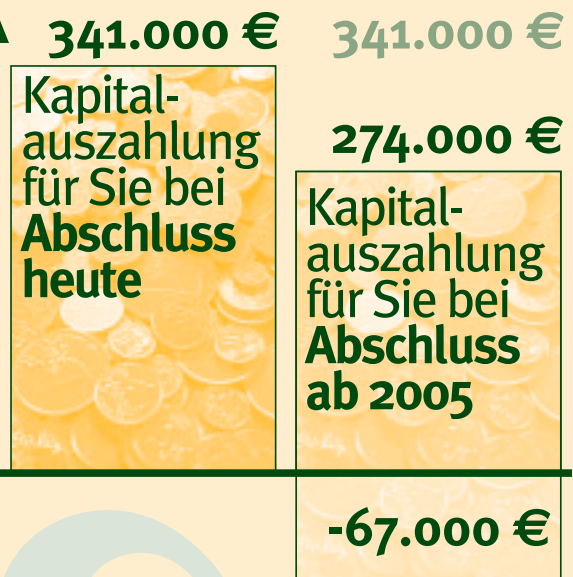 341.000 €
Kapital-
auszahlung
für Sie bei
Abschluss
heute
341.000 €
274.000 €
Kapital-
auszahlung
für Sie bei
Abschluss
ab 2005
-67.000 €